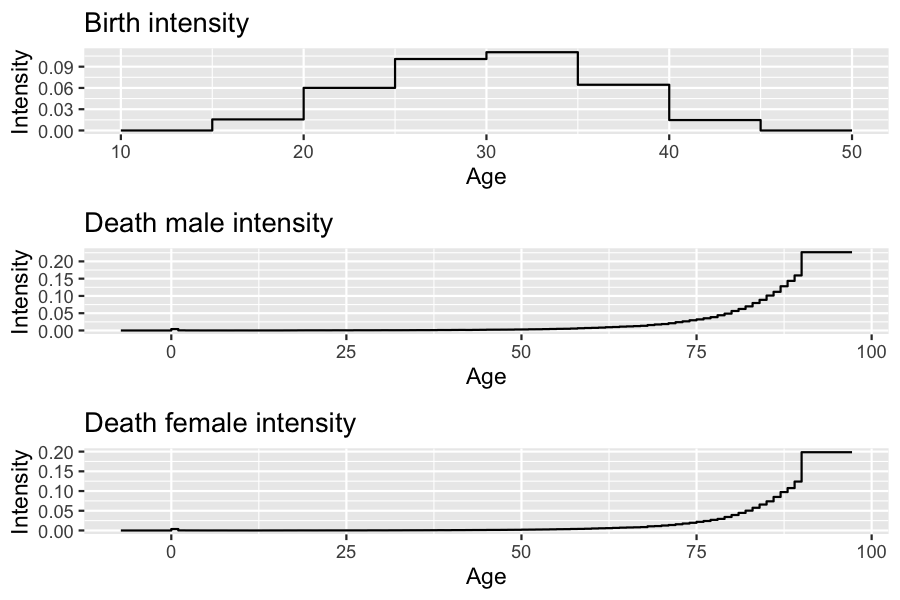 Birth intensity
Intensity
0.09
0.06
0.03
0.00
10 20 30 40 50
Age
Death male intensity
Intensity
0.20
0.15
0.10
0.05
0.00
0 25 50 75 100
Age
Death female intensity
Intensity
0.20
0.15
0.10
0.05
0.00
0 25 50 75 100
Age